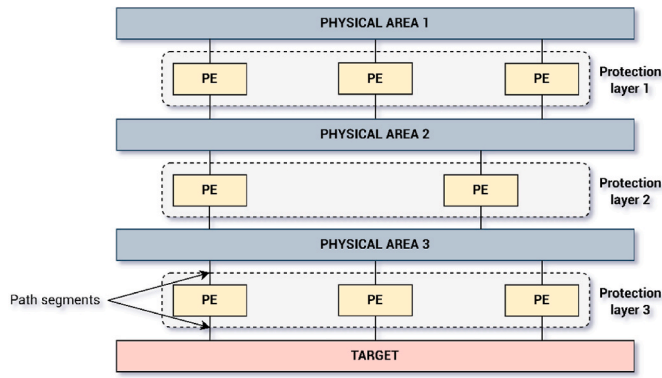 PHYSICAL AREA 1
PE PE PE
Protection
layer 1
PHYSICAL AREA 2
PE PE
Protection
layer 2
PHYSICAL AREA 3
Path segments
PE PE PE
Protection
layer 3
TARGET